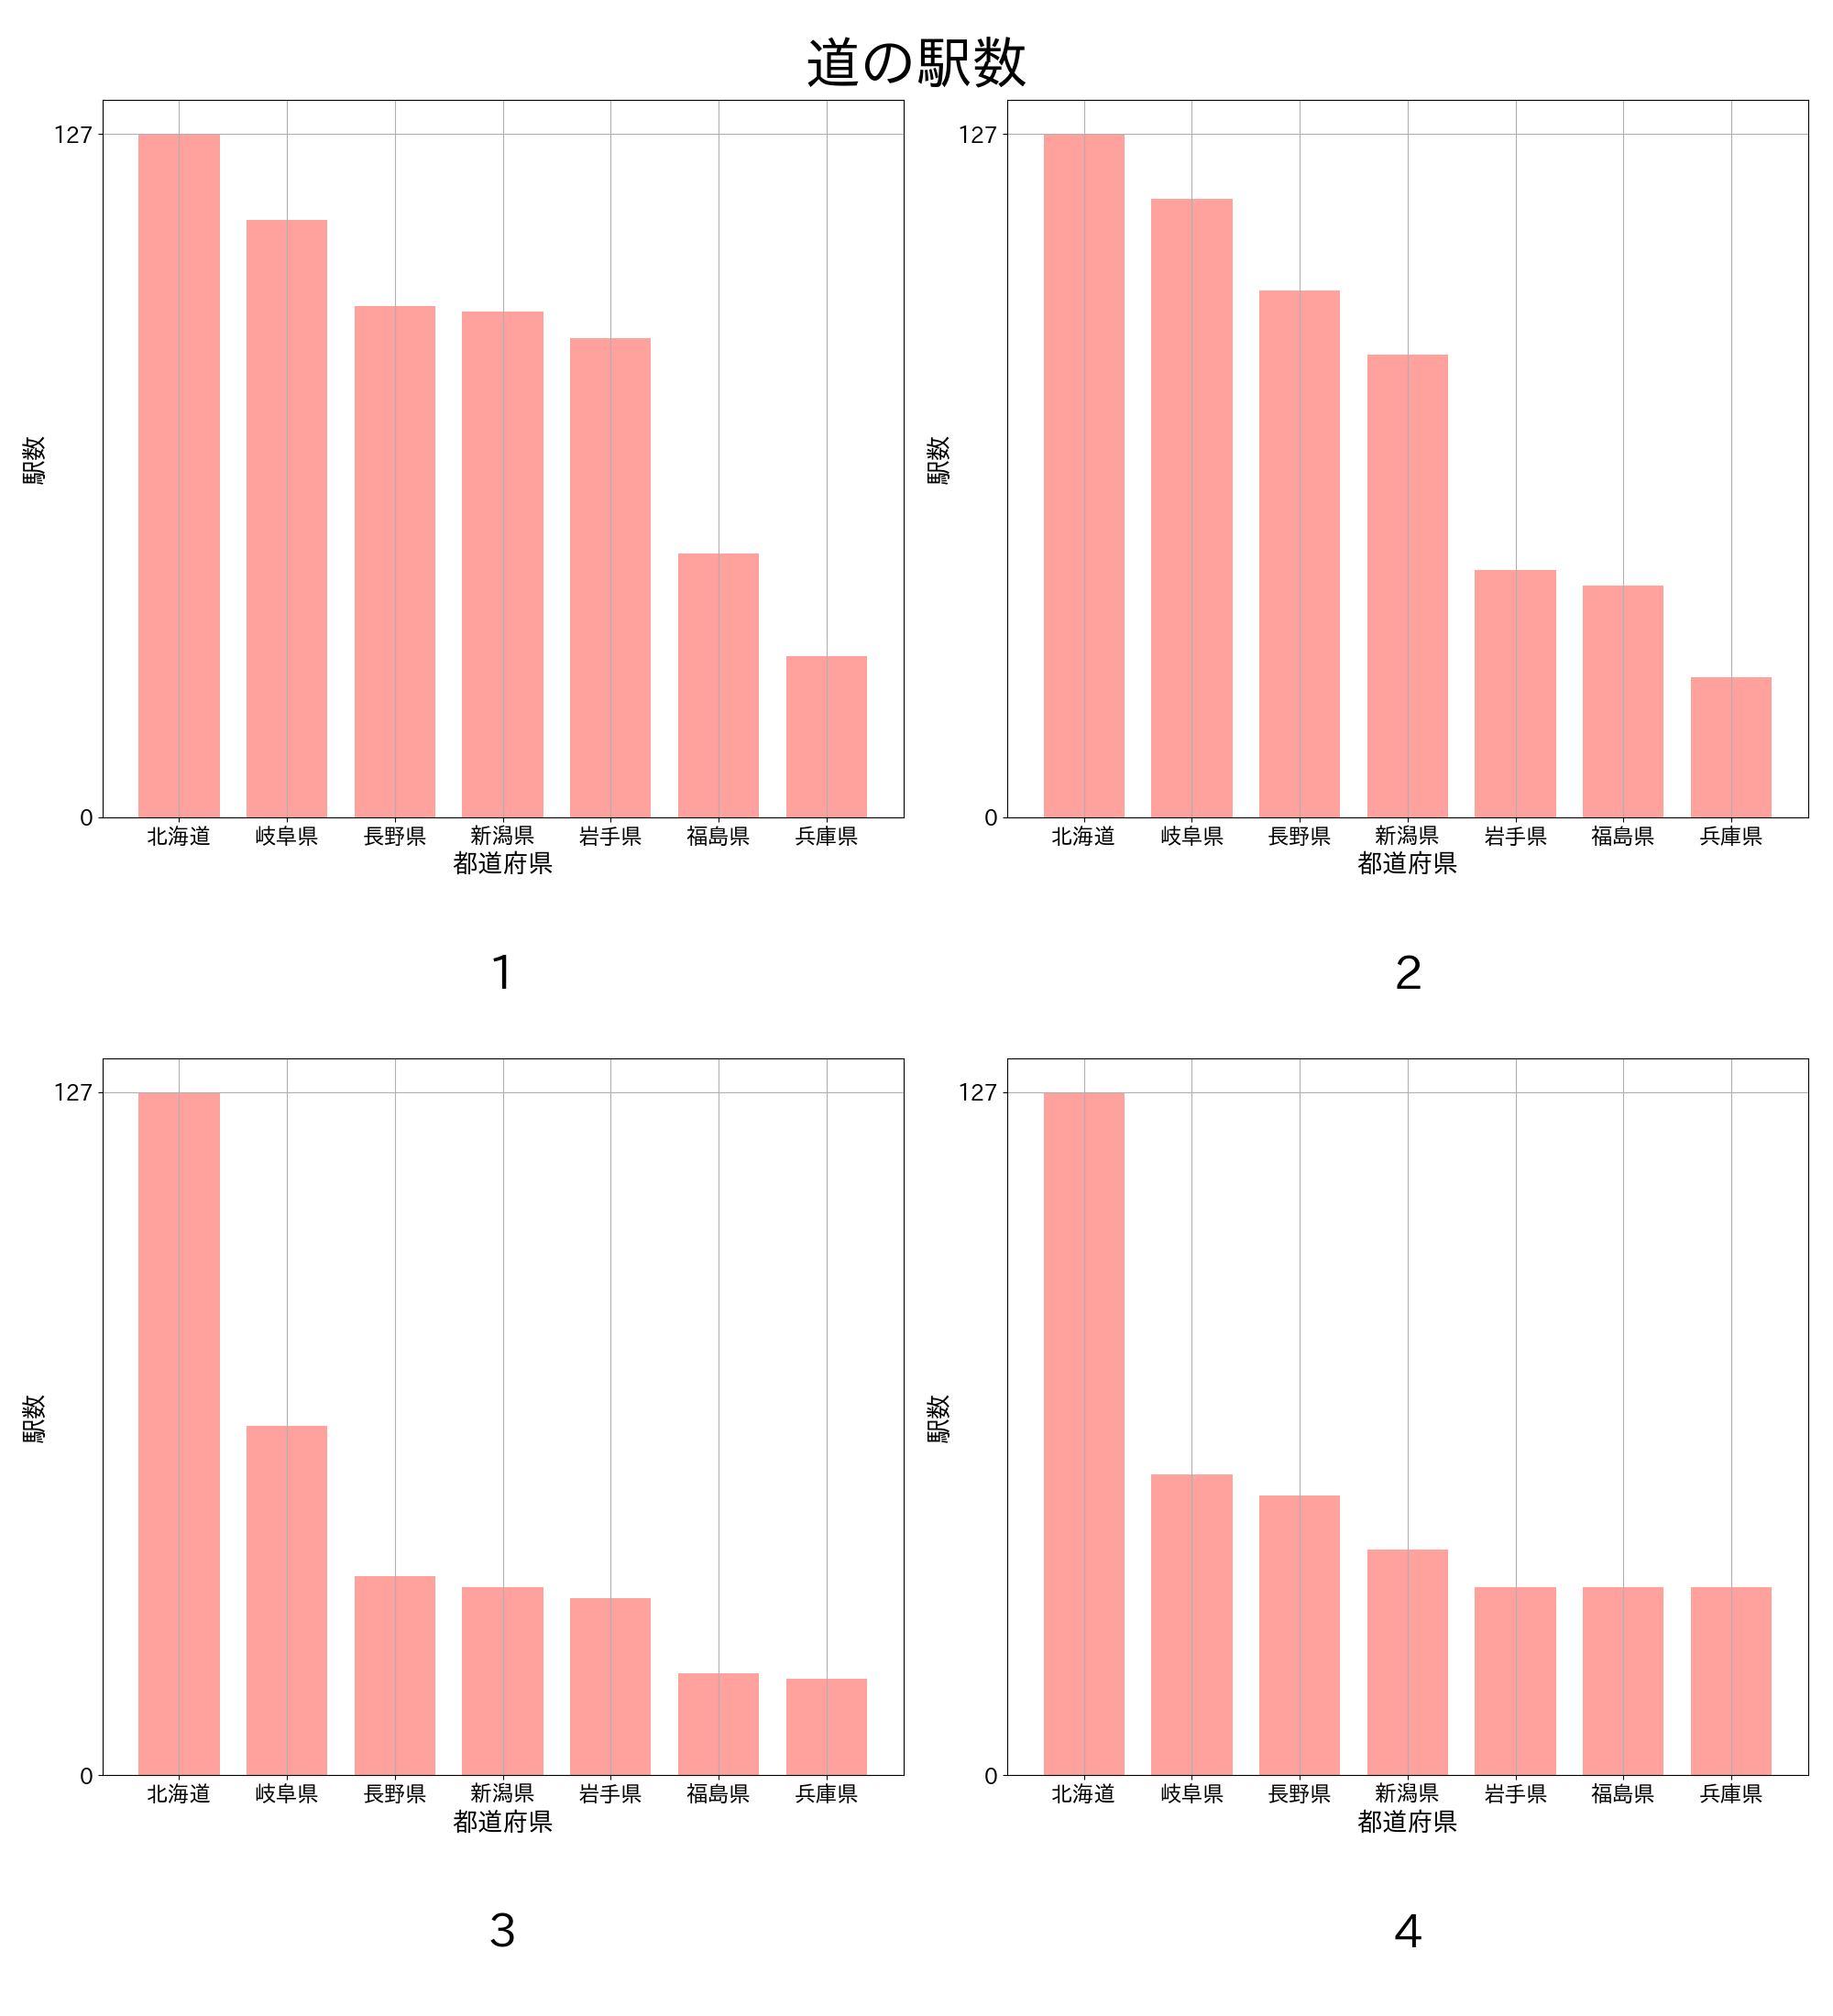 道の駅数
127
0
駅数
北海道 岐阜県 長野県 新潟県 岩手県 福島県 兵庫県
都道府県
1
127
0
駅数
北海道 岐阜県 長野県 新潟県 岩手県 福島県 兵庫県
都道府県
2
127
0
駅数
北海道 岐阜県 長野県 新潟県 岩手県 福島県 兵庫県
都道府県
3
127
0
駅数
北海道 岐阜県 長野県 新潟県 岩手県 福島県 兵庫県
都道府県
4